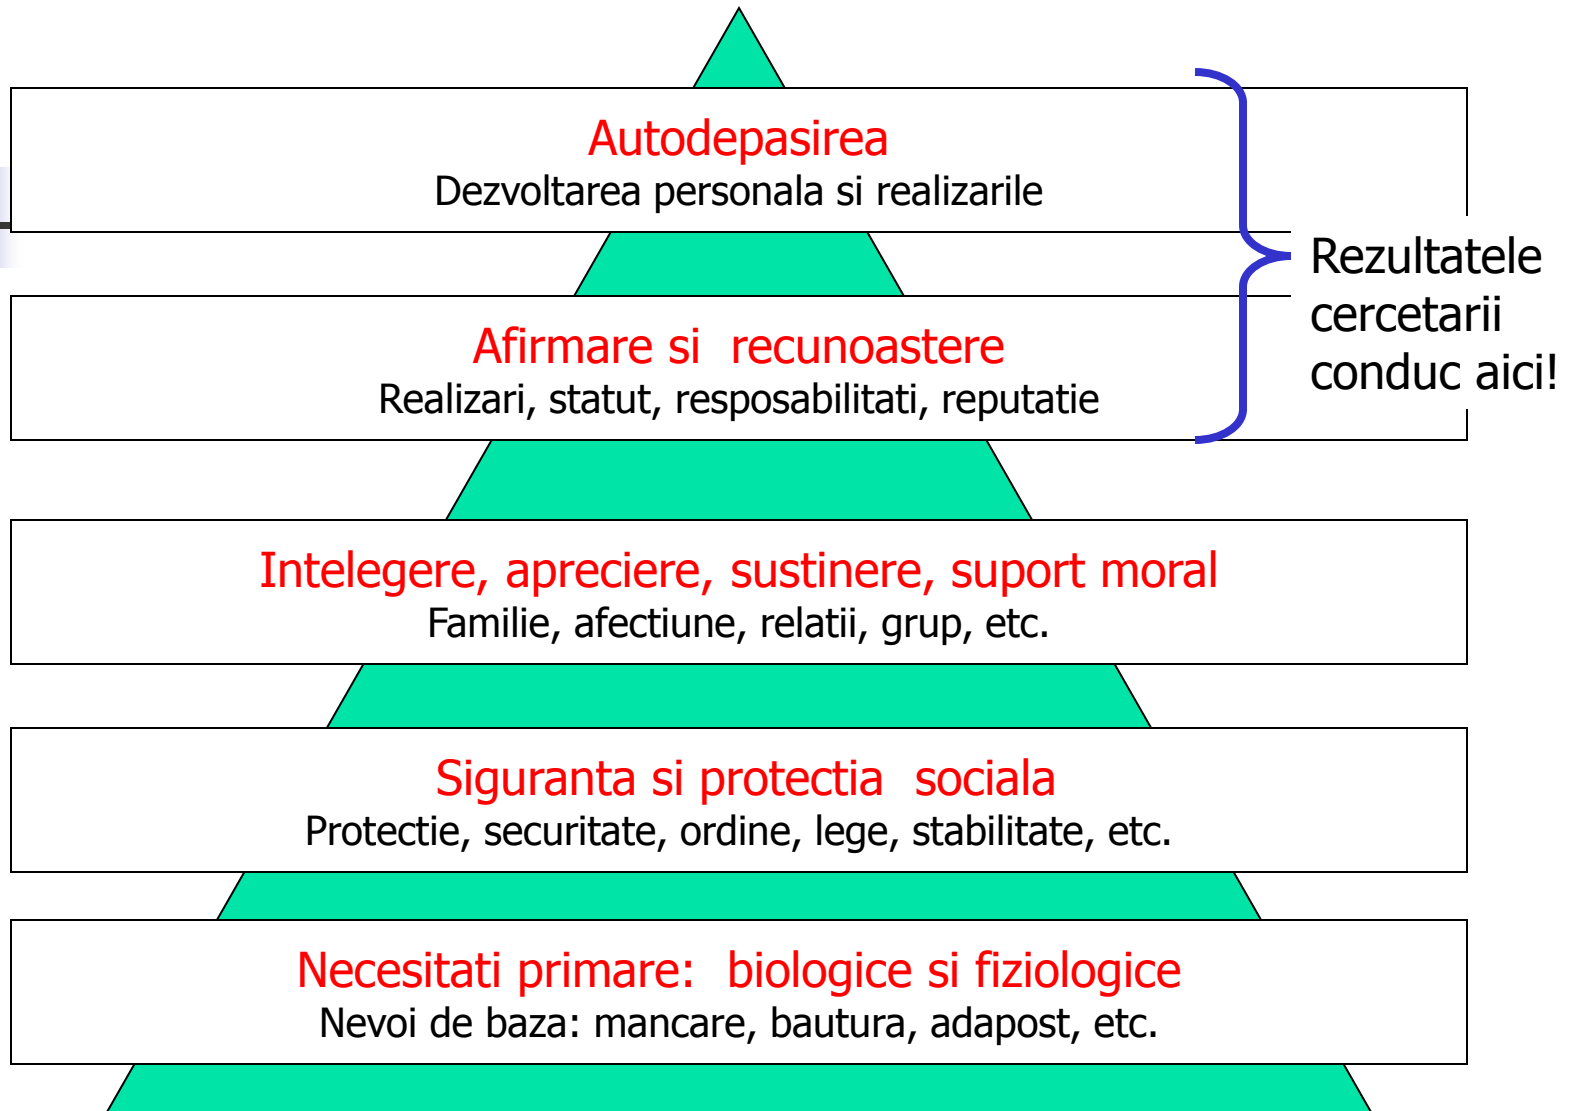 Autodepasirea
Dezvoltarea personala si realizarile
Rezultatele
cercetarii
conduc aici!
Afirmare si  recunoastere
Realizari, statut, resposabilitati, reputatie
Intelegere, apreciere, sustinere, suport moral
Familie, afectiune, relatii, grup, etc.
Siguranta si protectia  sociala
Protectie, securitate, ordine, lege, stabilitate, etc.
Necesitati primare:  biologice si fiziologice
Nevoi de baza: mancare, bautura, adapost, etc.